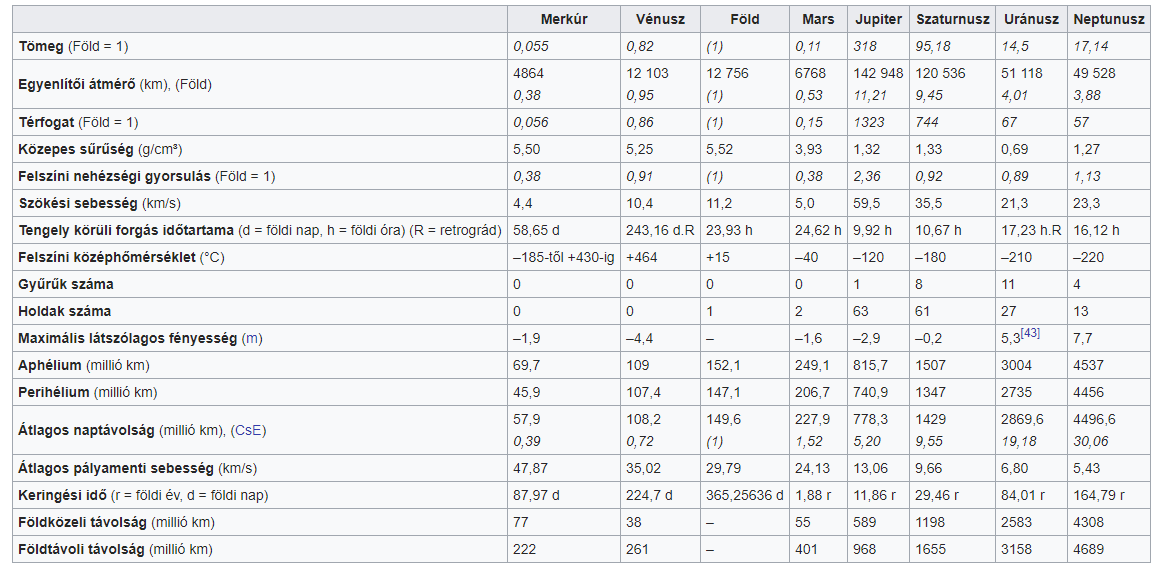 Merkúr Vénusz Föld Mars Jupiter Szaturnusz Uránusz Neptunusz
Tömeg (Föld = 1) 0,055 0,82 (1) 0,11 318 95,18 14,5 17,14
Egyenlítői átmérő (km), (Föld) 4864 12 103 12 756 6768 142 948 120 536 51 118 49 528
0,38 0,95 (1) 0,53 11,21 9,45 4,01 3,88
Térfogat (Föld = 1) 0,056 0,86 (1) 0,15 1323 744 67 57
Közepes sűrűség (g/cm³) 5,50 5,25 5,52 3,93 1,32 1,33 0,69 1,27
Felszíni nehézségi gyorsulás (Föld = 1) 0,38 0,91 (1) 0,38 2,36 0,92 0,89 1,13
Szökési sebesség (km/s) 4,4 10,4 11,2 5,0 59,5 35,5 21,3 23,3
Tengely körüli forgás időtartama (d = földi nap, h = földi óra) (R = retrográd) 58,65 d 243,16 d.R 23,93 h 24,62 h 9,92 h 10,67 h 17,23 h.R 16,12 h
Felszíni középhőmérséklet (°C) –185-től +430-ig +464 +15 –40 –120 –180 –210 –220
Gyűrűk száma 0 0 0 0 1 8 11 4
Holdak száma 0 0 1 2 63 61 27 13
Maximális látszólagos fényesség (m) –1,9 –4,4 – –1,6 –2,9 –0,2 5,3[43] 7,7
Aphélium (millió km) 69,7 109 152,1 249,1 815,7 1507 3004 4537
Perihélium (millió km) 45,9 107,4 147,1 206,7 740,9 1347 2735 4456
Átlagos naptávolság (millió km), (CsE) 57,9 108,2 149,6 227,9 778,3 1429 2869,6 4496,6
0,39 0,72 (1) 1,52 5,20 9,55 19,18 30,06
Átlagos pályamenti sebesség (km/s) 47,87 35,02 29,79 24,13 13,06 9,66 6,80 5,43
Keringési idő (r = földi év, d = földi nap) 87,97 d 224,7 d 365,25636 d 1,88 r 11,86 r 29,46 r 84,01 r 164,79 r
Földközeli távolság (millió km) 77 38 – 55 589 1198 2583 4308
Földtávoli távolság (millió km) 222 261 – 401 968 1655 3158 4689